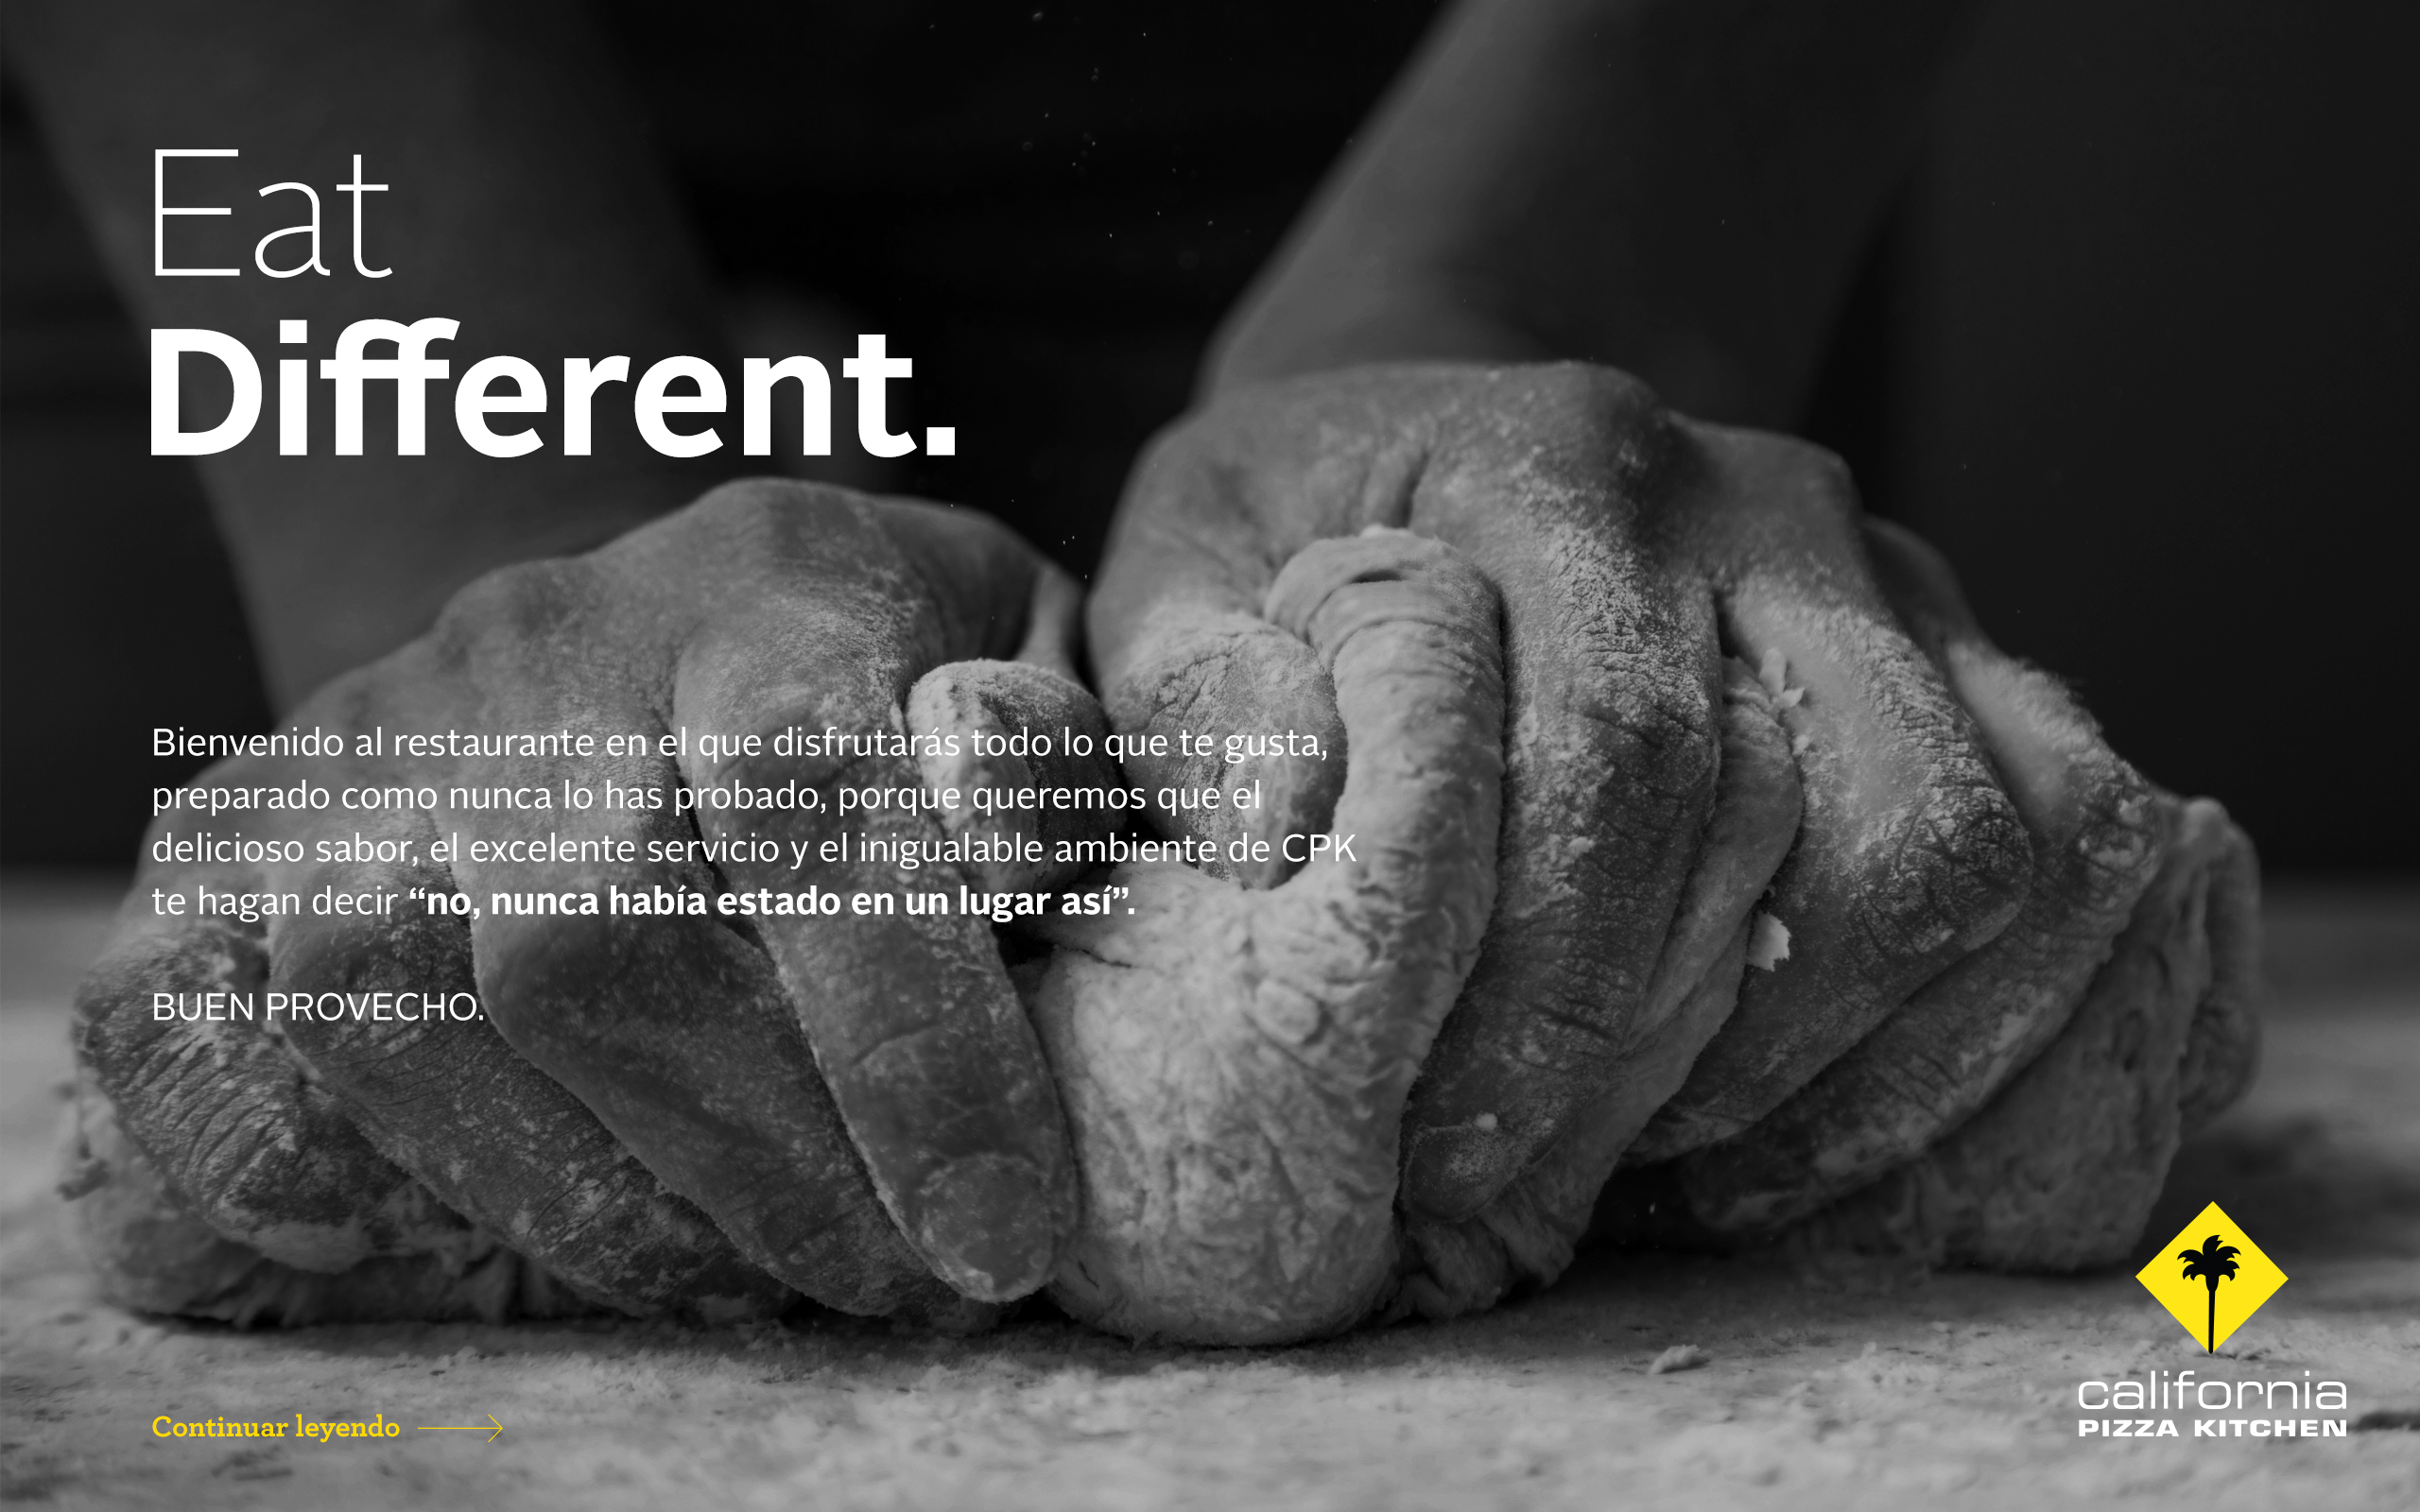 Eat
Different.
Bienvenido al restaurante en el que disfrutarás todo lo que te gusta,
preparado como nunca lo has probado, porque queremos que el
delicioso sabor, el excelente servicio y el inigualable ambiente de CPK
te hagan decir “no, nunca había estado en un lugar así”.
BUEN PROVECHO.
Continuar leyendo
california
PIZZA KITCHEN